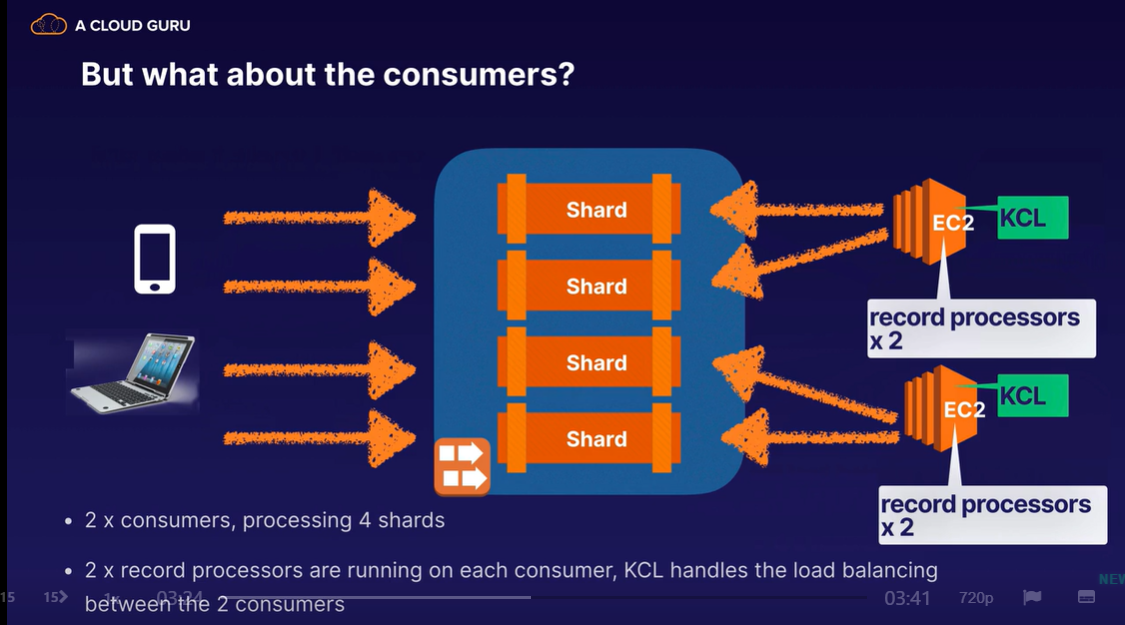 A CLOUD GURU
But what about the consumers?
Shard
EC2
KCL
record processors
x 2
Shard
Shard
EC2
KCL
Shard
record processors
x 2
• 2 x consumers, processing 4 shards
• 2 x record processors are running on each consumer, KCL handles the load balancing
between the 2 consumers
NEW
15
15
1x
03:24
03:41
720p